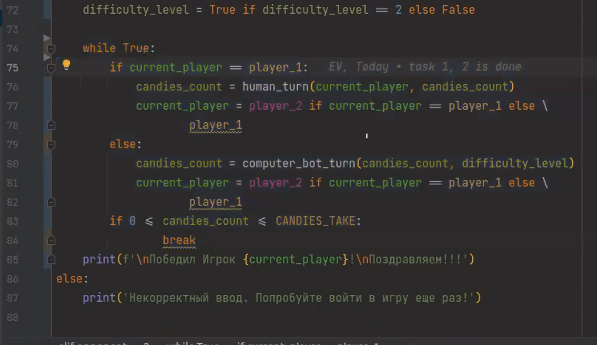 72 difficulty_level = True if difficulty_level == 2 else False
73
74 while True:
75 if current_player == player_1: EV, Today • task 1, 2 is done
76 candies_count = human_turn(current_player, candies_count)
77 current_player = player_2 if current_player == player_1 else \
78 player_1
79 else:
80 candies_count = computer_bot_turn(candies_count, difficulty_level)
81 current_player = player_2 if current_player == player_1 else \
82 player_1
83 if 0 <= candies_count <= CANDIES_TAKE:
84 break
85 print(f'\nПобедил Игрок {current_player}!\nПоздравляем!!!')
86 else:
87 print('Некорректный ввод. Попробуйте войти в игру еще раз!')
88